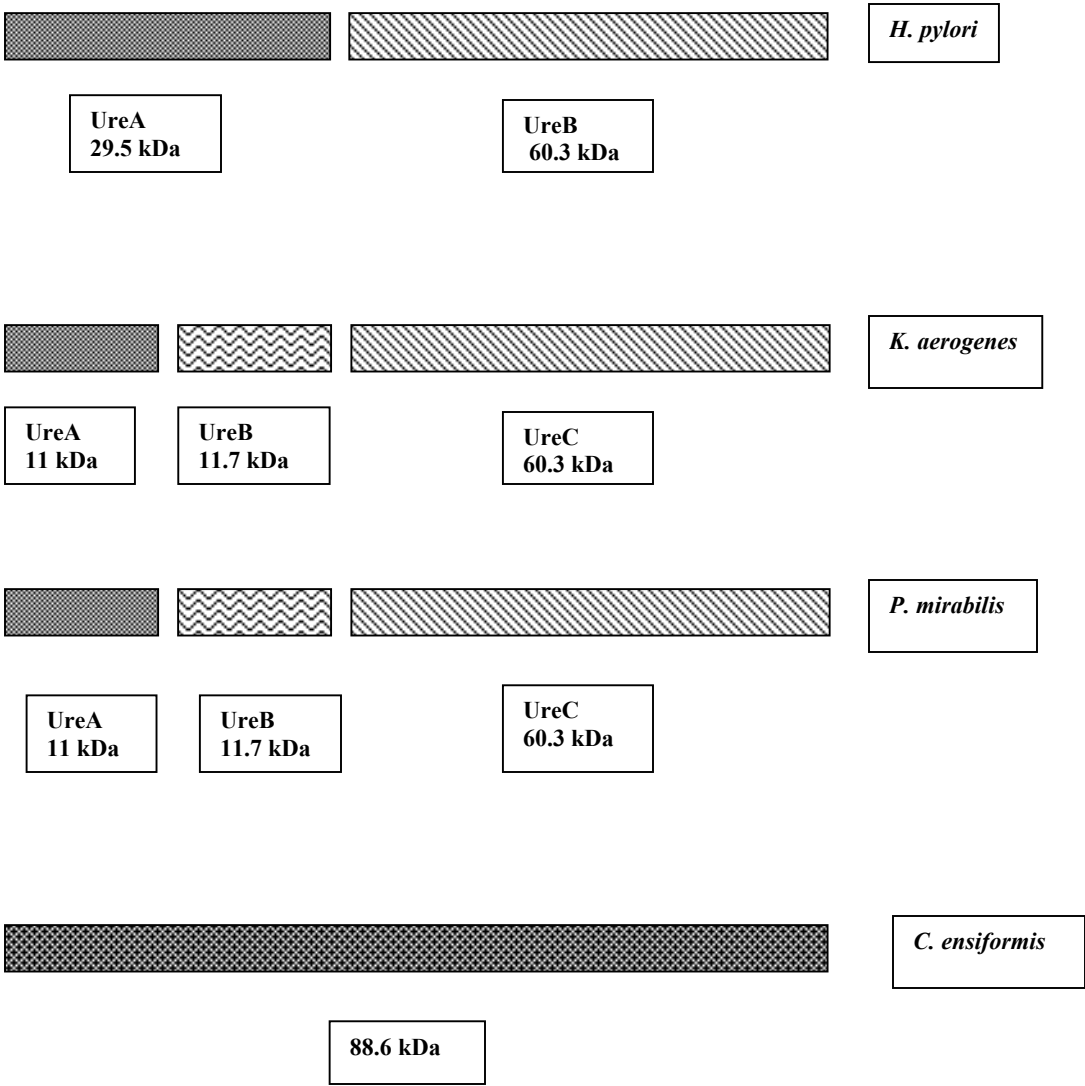 H. pylori
UreA
29.5 kDa
UreB
60.3 kDa
K. aerogenes
UreA
11 kDa
UreB
11.7 kDa
UreC
60.3 kDa
P. mirabilis
UreA
11 kDa
UreB
11.7 kDa
UreC
60.3 kDa
C. ensiformis
88.6 kDa